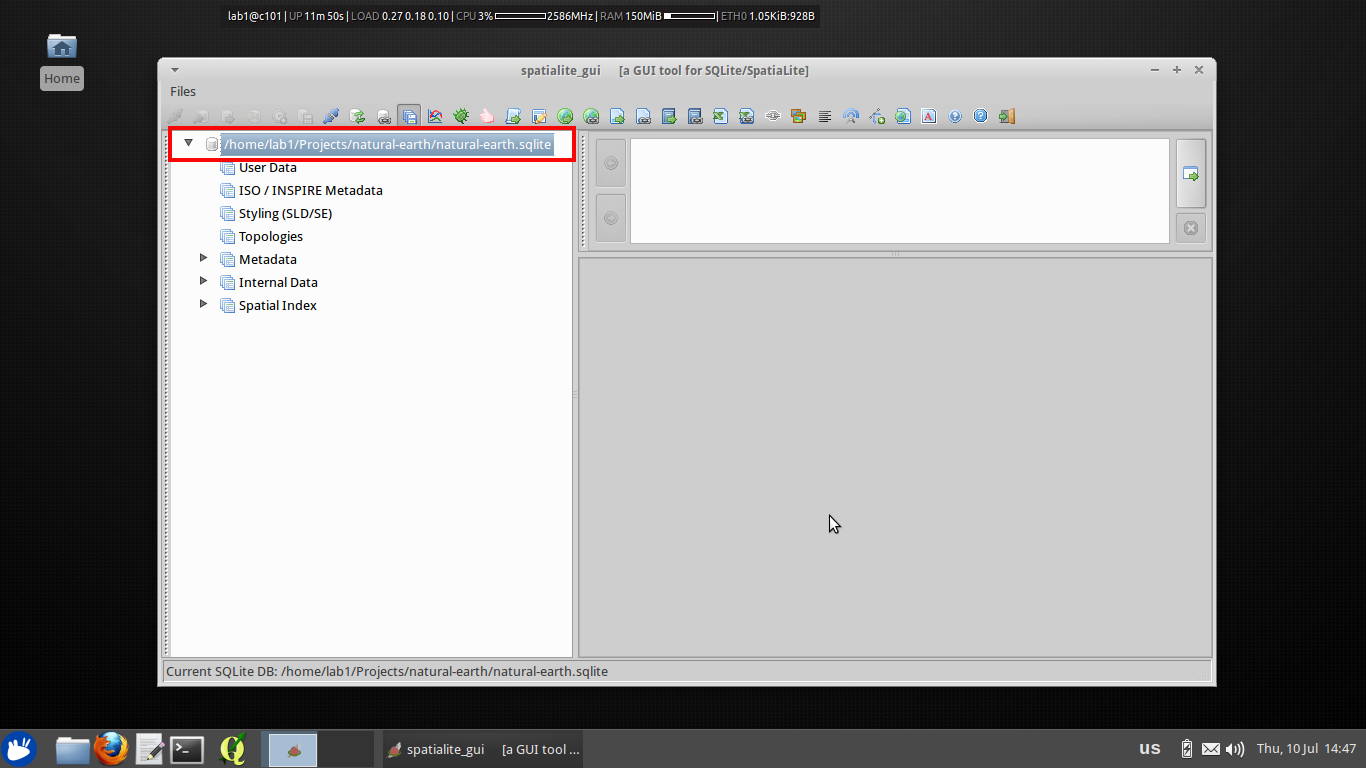 lab1@c101 | UP 11m 50s | LOAD 0.27 0.18 0.10 | CPU 3% 2586MHz | RAM 150MiB | ETH0 1.05KiB:928B
Home
spatialite_gui [a GUI tool for SQLite/SpatiaLite]
Files
/home/lab1/Projects/natural-earth/natural-earth.sqlite
User Data
ISO / INSPIRE Metadata
Styling (SLD/SE)
Topologies
Metadata
Internal Data
Spatial Index
Current SQLite DB: /home/lab1/Projects/natural-earth/natural-earth.sqlite
spatialite_gui [a GUI tool ...
us
Thu, 10 Jul 14:47